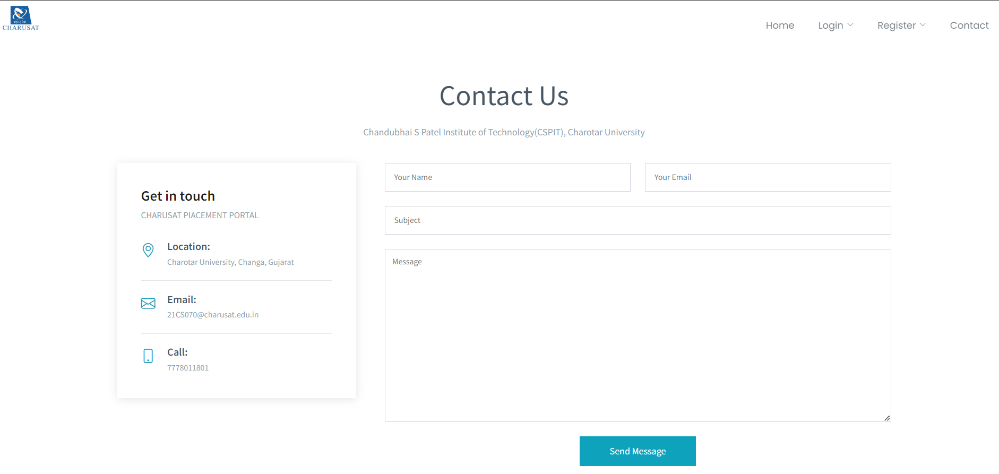 CHARUSAT
Home Login Register Contact
Contact Us
Chandubhai S Patel Institute of Technology(CSPIT), Charotar University
Get in touch
CHARUSAT PlACEMENT PORTAL
Location:
Charotar University, Changa, Gujarat
Email:
21CS070@charusat.edu.in
Call:
7778011801
Your Name
Your Email
Subject
Message
Send Message